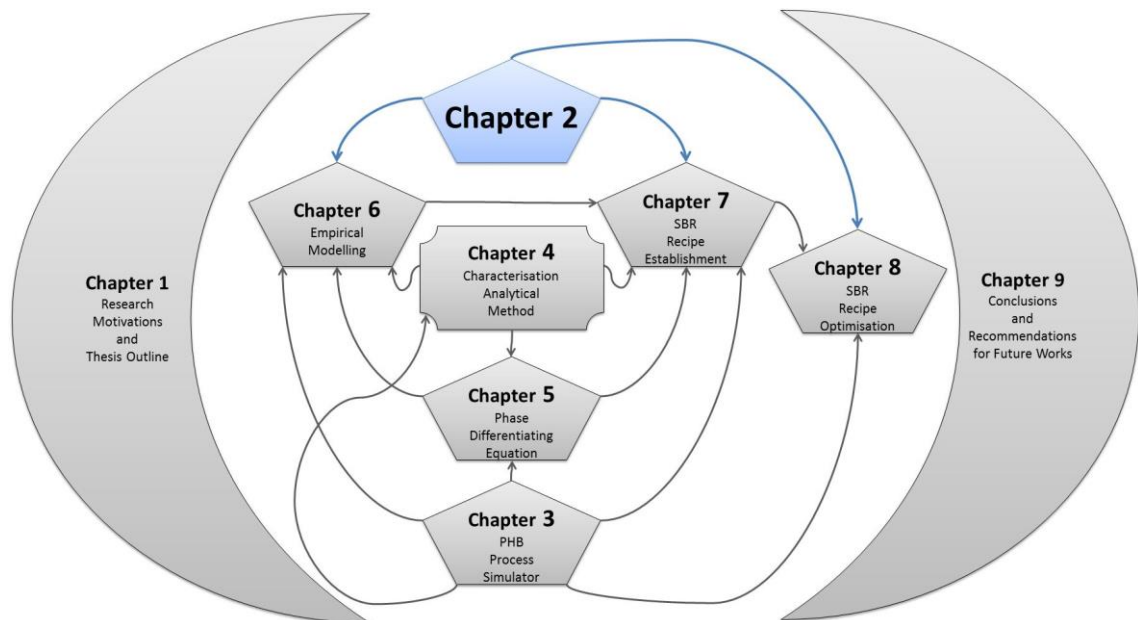 Chapter 1
Research
Motivations
and
Thesis Outline
Chapter 2
Chapter 6
Empirical
Modelling
Chapter 7
SBR
Recipe
Establishment
Chapter 4
Characterisation
Analytical
Method
Chapter 8
SBR
Recipe
Optimisation
Chapter 5
Phase
Differentiating
Equation
Chapter 3
PHB
Process
Simulator
Chapter 9
Conclusions
and
Recommendations
for Future Works